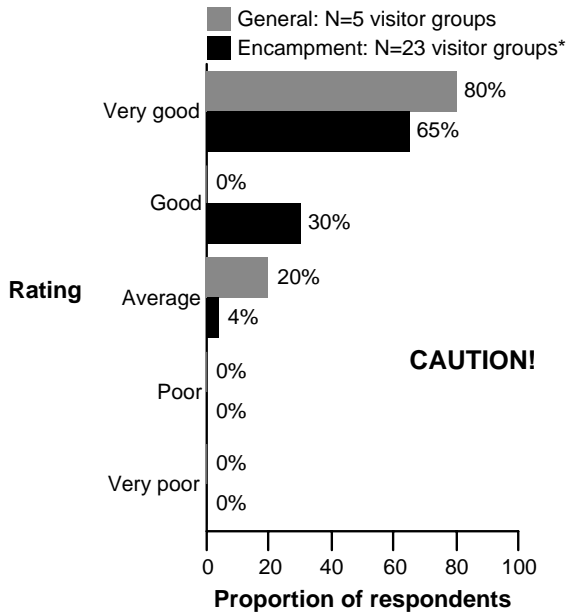 General: N=5 visitor groups
Encampment: N=23 visitor groups*
Very good
80%
65%
Good
0%
30%
Rating
Average
20%
4%
CAUTION!
Poor
0%
0%
Very poor
0%
0%
0 20 40 60 80 100
Proportion of respondents